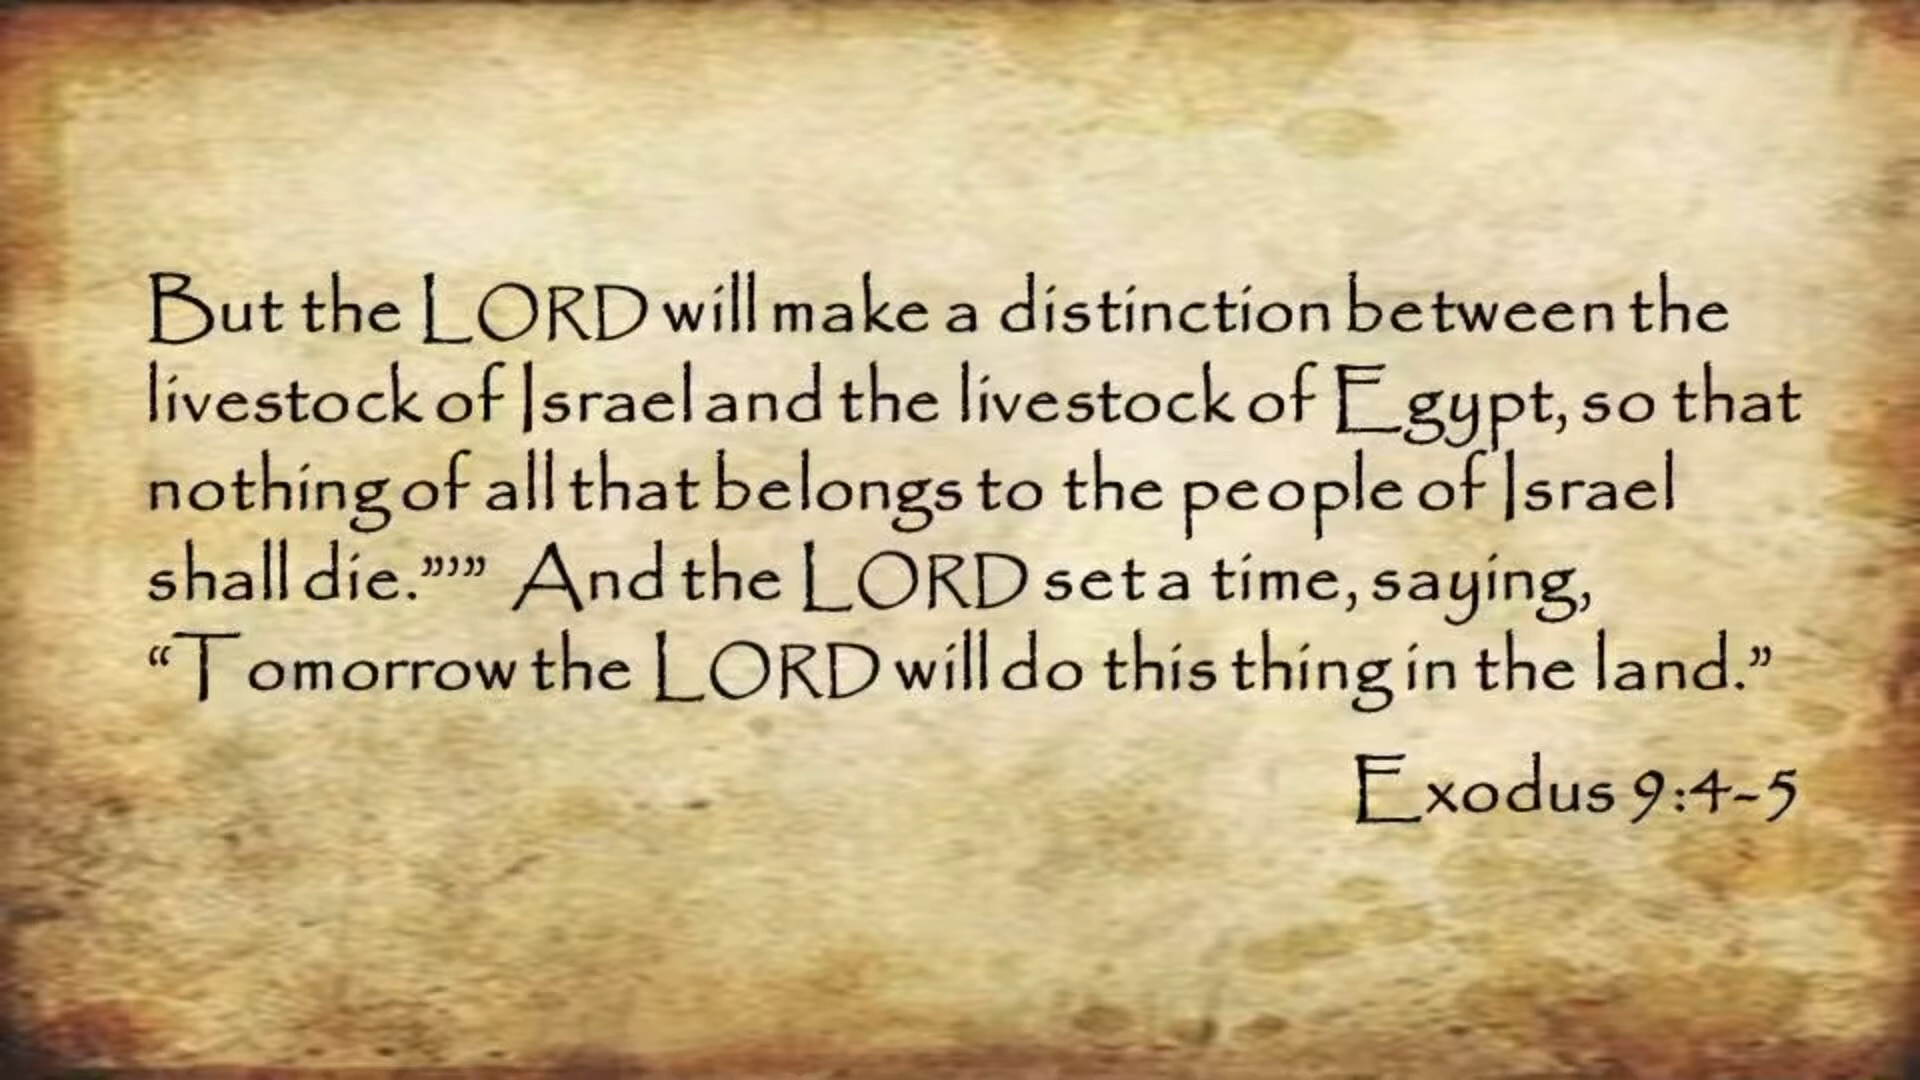 But the LORD will make a distinction between the
livestock of Israel and the livestock of Egypt, so that
nothing of all that belongs to the people of Israel
shall die.”’” And the LORD set a time, saying,
“Tomorrow the LORD will do this thing in the land.”
Exodus 9:4-5